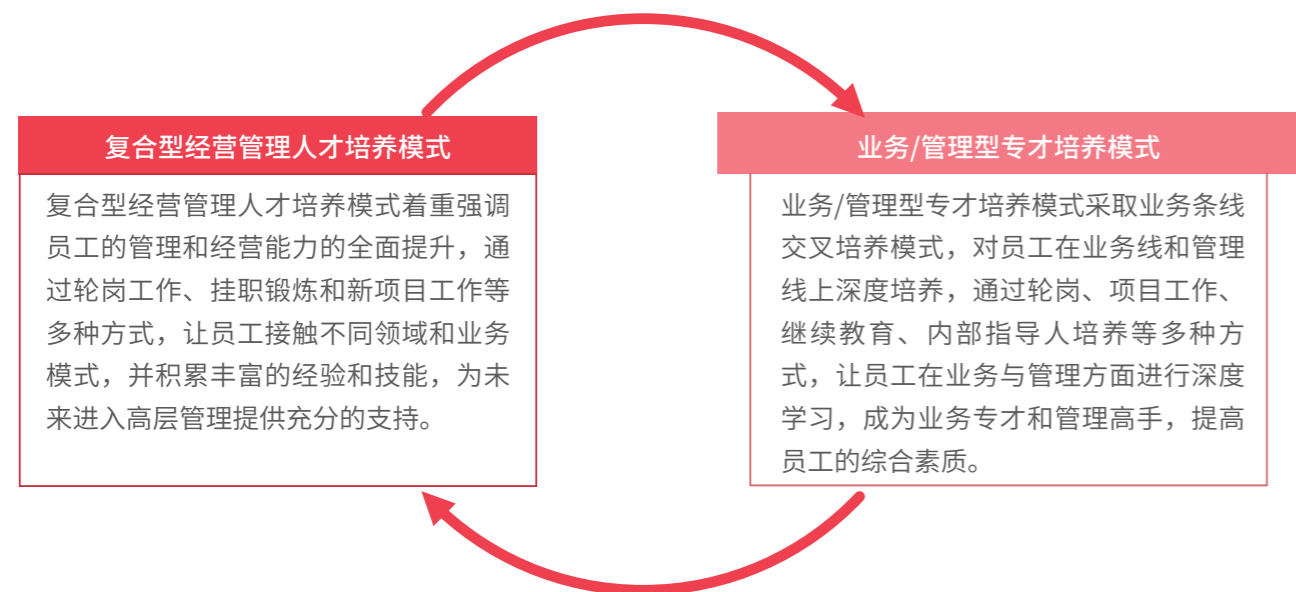 复合型经营管理人才培养模式
复合型经营管理人才培养模式着重强调
员工的管理和经营能力的全面提升，通
过轮岗工作、挂职锻炼和新项目工作等
多种方式，让员工接触不同领域和业务
模式，并积累丰富的经验和技能，为未
来进入高层管理提供充分的支持。
业务/管理型专才培养模式
业务/管理型专才培养模式采取业务条线
交叉培养模式，对员工在业务线和管理
线上深度培养，通过轮岗、项目工作、
继续教育、内部指导人培养等多种方
式，让员工在业务与管理方面进行深度
学习，成为业务专才和管理高手，提高
员工的综合素质。